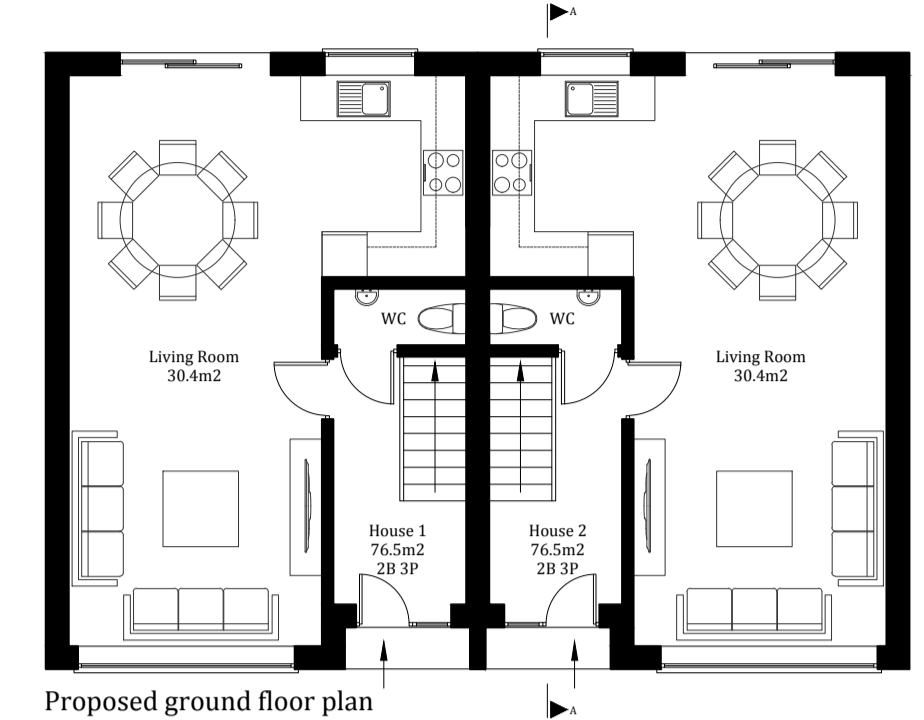 A
WC
WC
Living Room
30.4m2
Living Room
30.4m2
House 1
76.5m2
2B 3P
House 2
76.5m2
2B 3P
Proposed ground floor plan
A